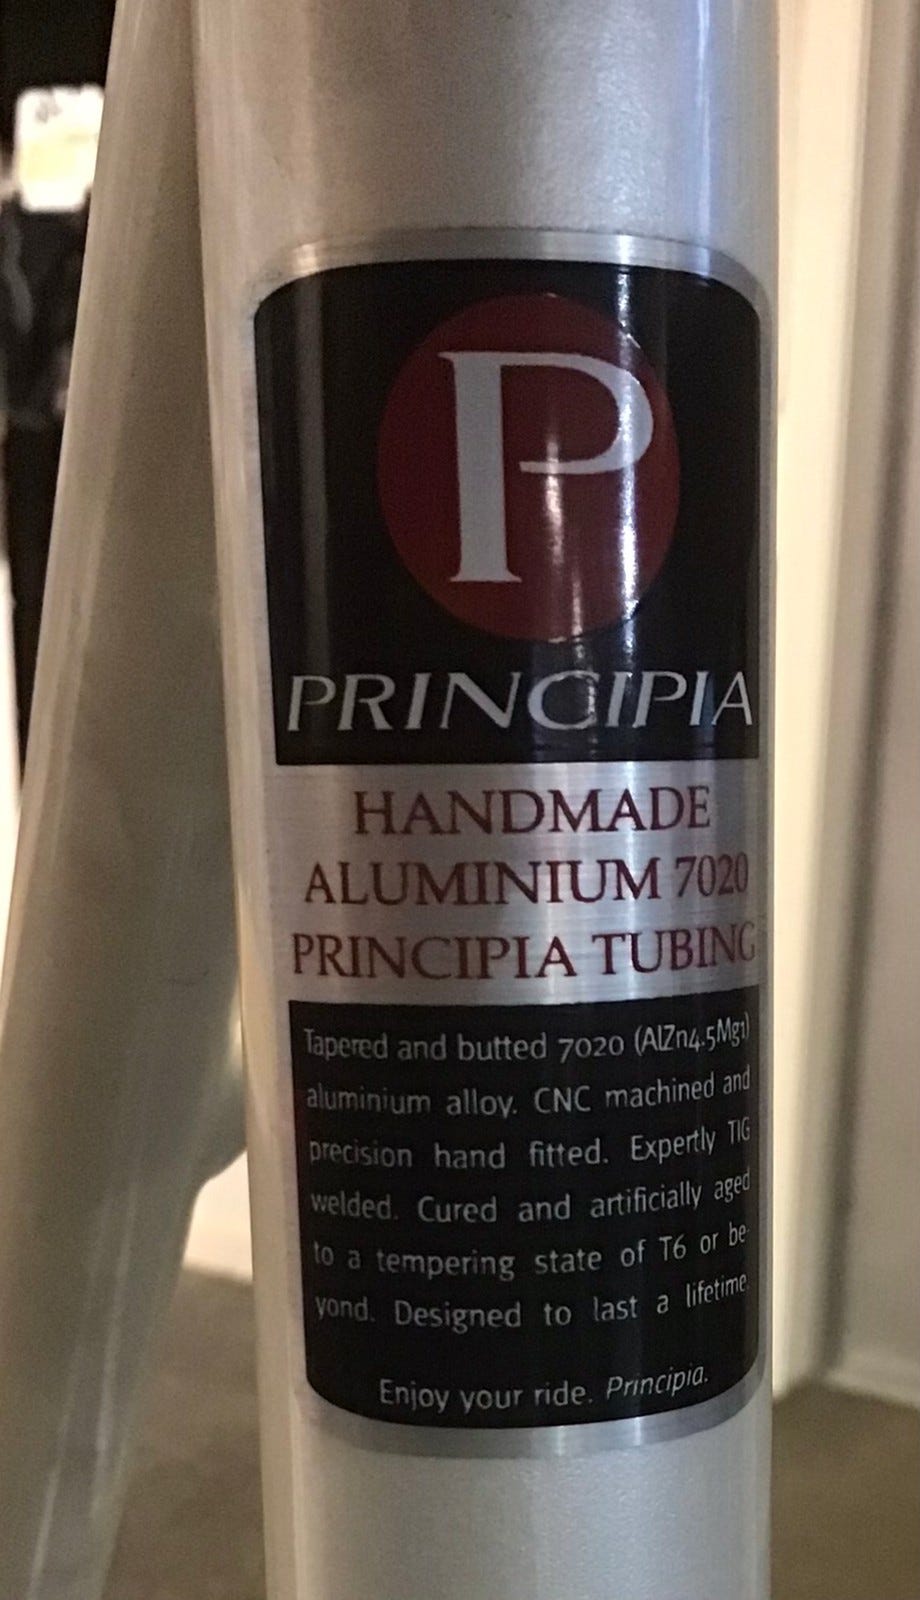 P
PRINCIPIA
HANDMADE
ALUMINIUM 7020
PRINCIPIA TUBING
Tapered and butted 7020 (AlZn4.5Mg1)
aluminium alloy. CNC machined and
precision hand fitted. Expertly TIG
welded. Cured and artificially aged
to a tempering state of T6 or be-
yond. Designed to last a lifetime.
Enjoy your ride. Principia.